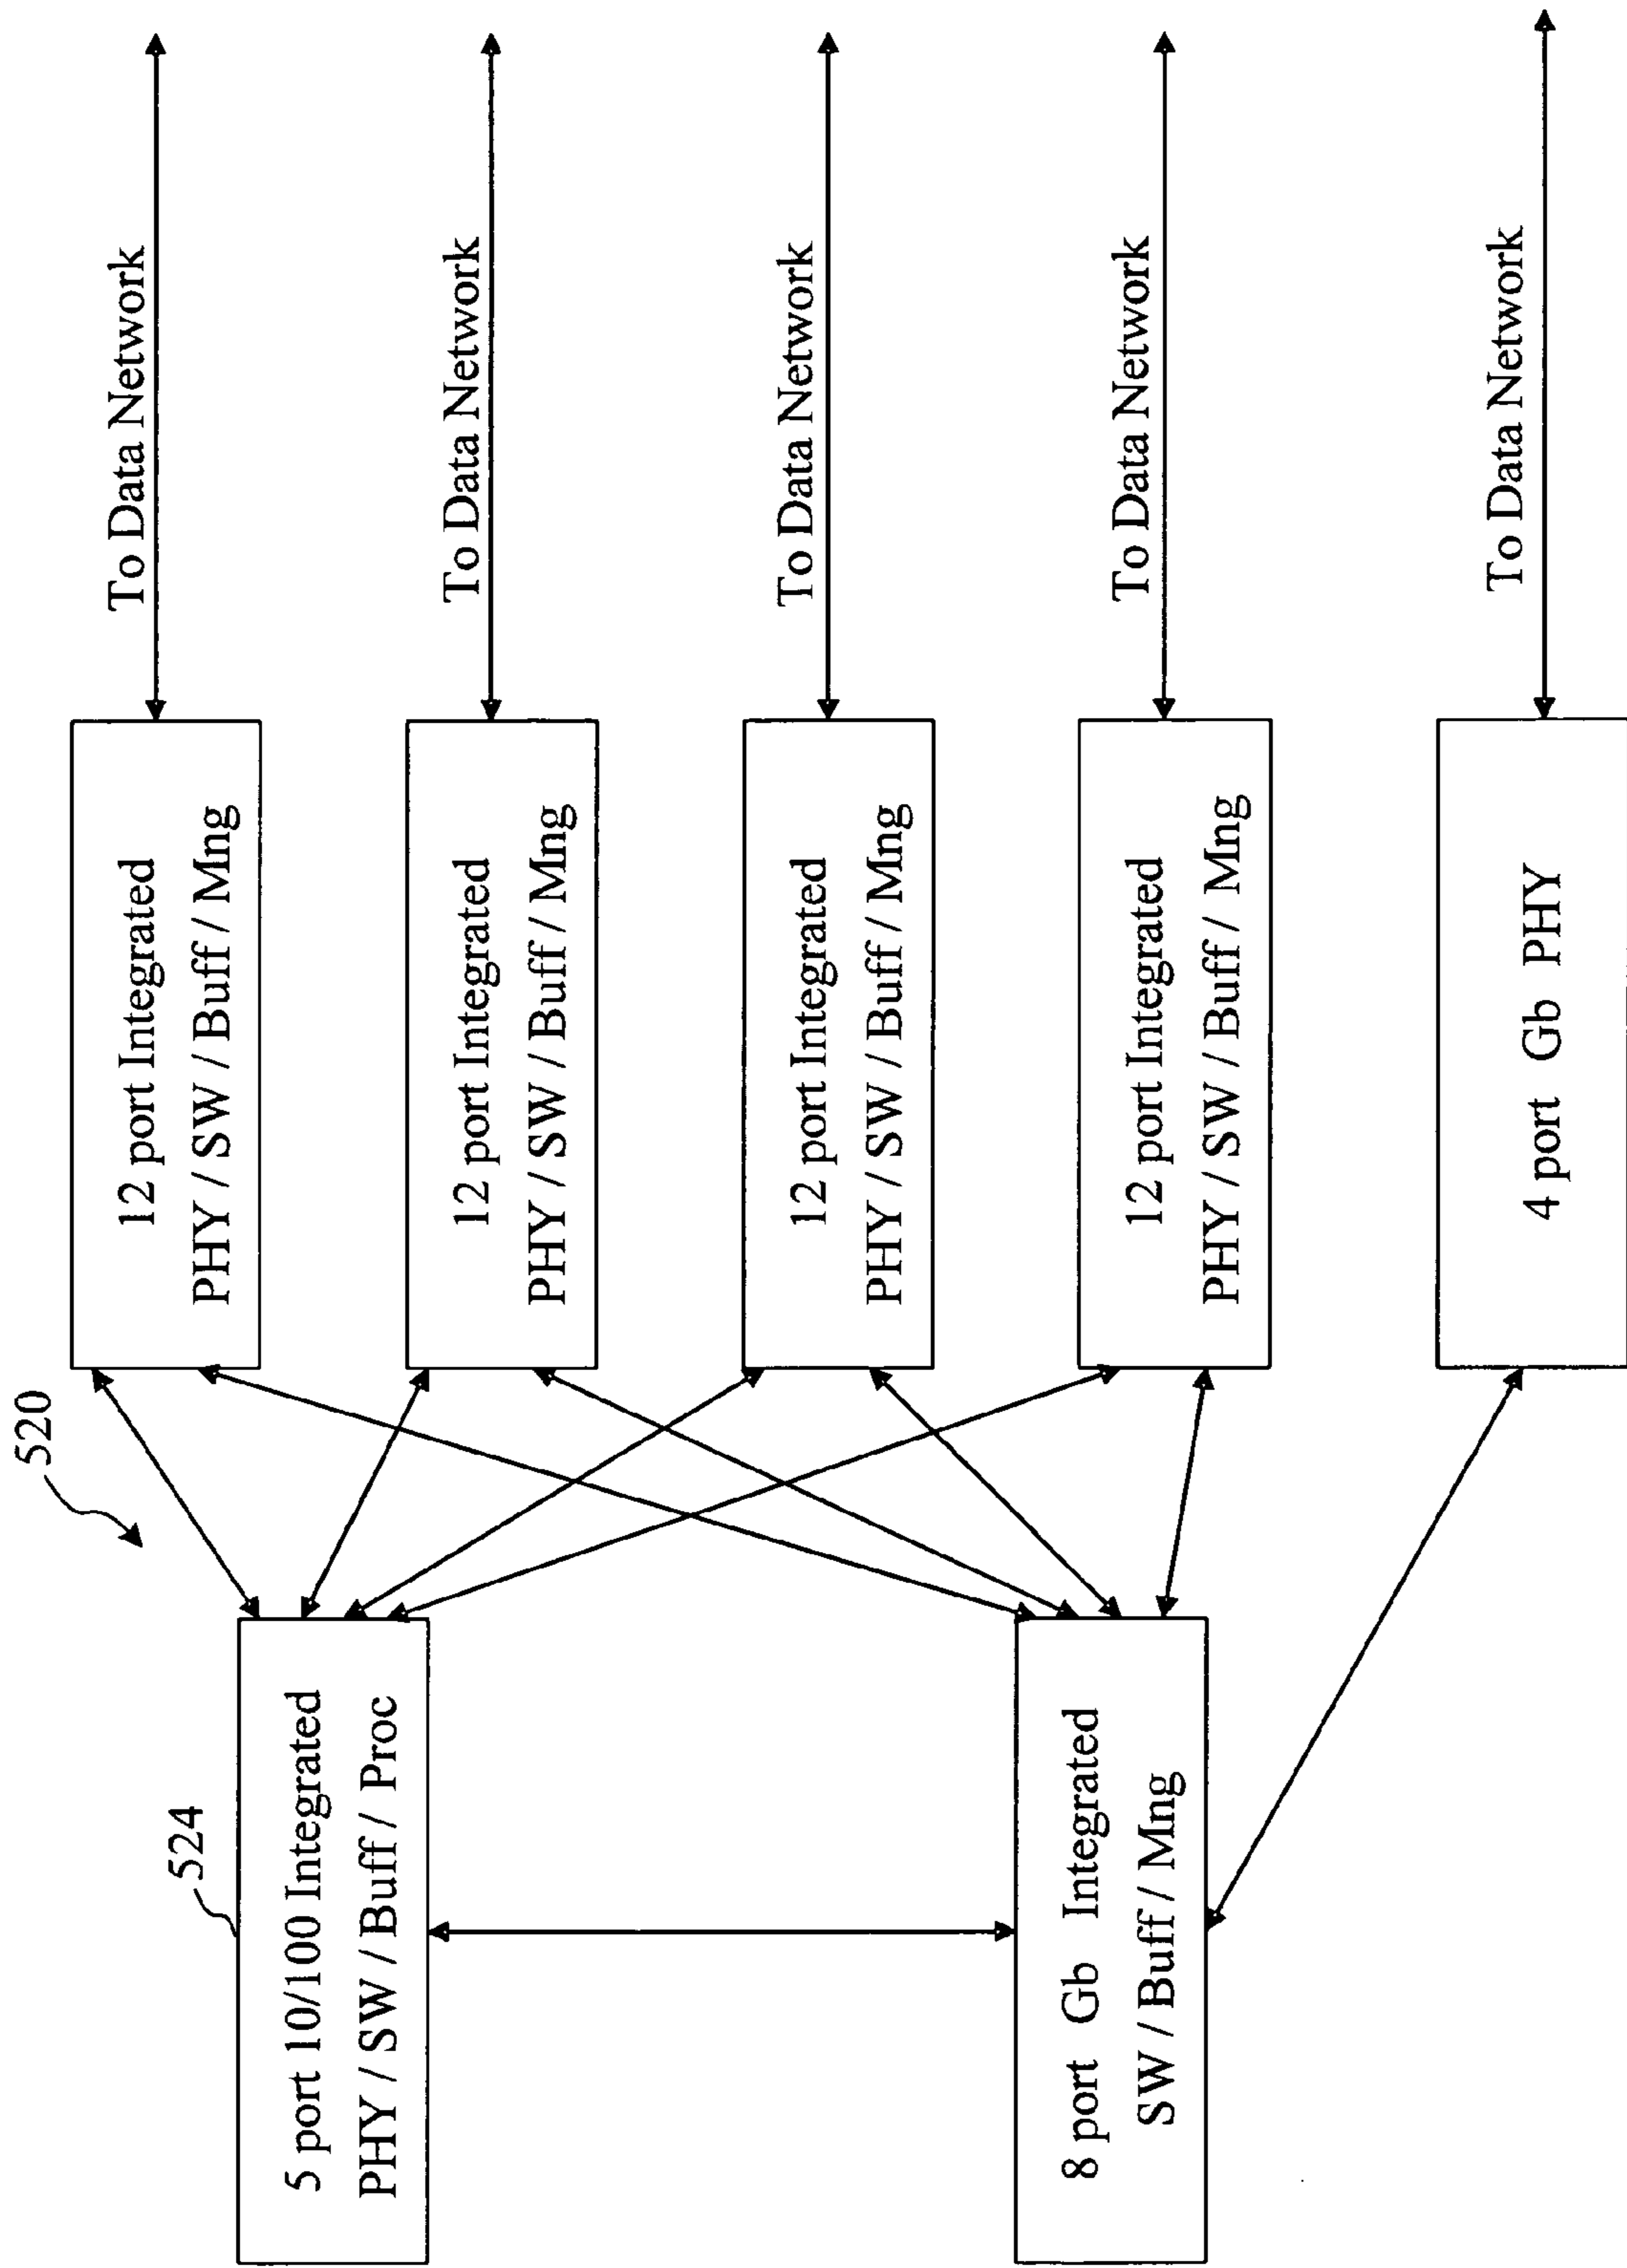 520
524
5 port 10/100 Integrated
PHY / SW / Buff / Proc
8 port Gb Integrated
SW / Buff / Mng
12 port Integrated
PHY / SW / Buff / Mng
To Data Network
12 port Integrated
PHY / SW / Buff / Mng
To Data Network
12 port Integrated
PHY / SW / Buff / Mng
To Data Network
12 port Integrated
PHY / SW / Buff / Mng
To Data Network
4 port Gb PHY
To Data Network